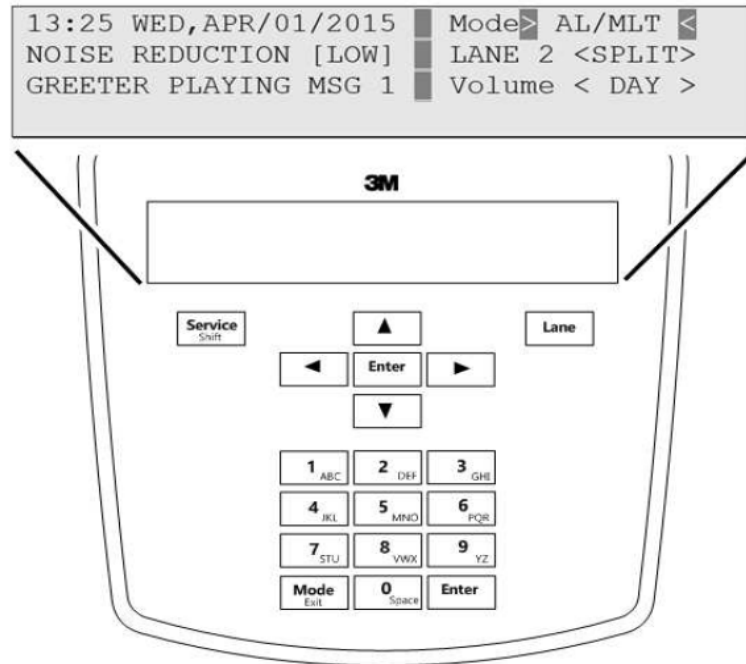 13:25 WED,APR/01/2015 Mode> AL/MLT <
NOISE REDUCTION [LOW] LANE 2 <SPLIT>
GREETER PLAYING MSG 1 Volume < DAY >
3M
Service
Shift
▲
Lane
◄ Enter ►
▼
1 ABC 2 DEF 3 GHI
4 JKL 5 MNO 6 PQR
7 STU 8 VWX 9 YZ
Mode 0 Enter
Exit Space